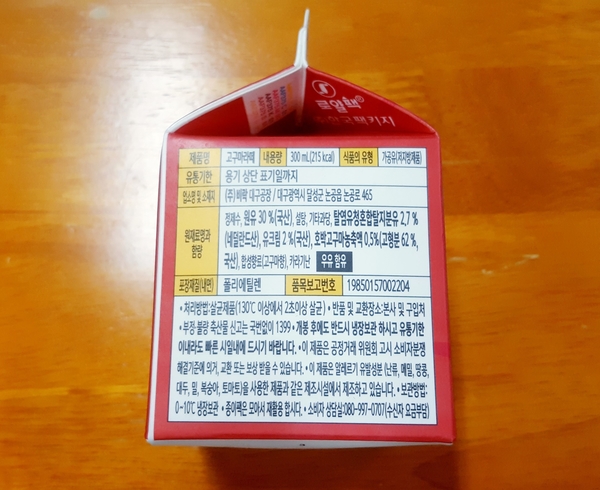 로얄팩®
제품명 고구마라떼 내용량 300 mL(215 kcal) 식품의 유형 가공유(저지방제품)
유통기한 용기 상단 표기일까지
업소명 및 소재지 (주)삐땨 대구공장 / 대구광역시 달성군 논공읍 논공로 465
원재료명과 함량
정제수, 원유 30 %(국산), 설탕, 기타과당, 탈염유청혼합탈지분유 2.7 %
(네덜란드산), 유크림 2 %(국산), 호박고구마농축액 0.5%(고형분 62 %,
국산), 합성향료(고구마향), 카라기난 우유 함유
포장재질(내면) 폴리에틸렌 품목보고번호 19850157002204
• 처리방법:살균제품(130℃ 이상에서 2초이상 살균) • 반품 및 교환장소:본사 및 구입처
• 부정·불량 축산물 신고는 국번없이 1399 • 개봉 후에도 반드시 냉장보관 하시고 유통기한
이내라도 빠른 시일내에 드시기 바랍니다. • 이 제품은 공정거래 위원회 고시 소비자분쟁
해결기준에 의거, 교환 또는 보상 받을 수 있습니다. • 이 제품은 알레르기 유발성분 (난류, 메밀, 땅콩,
대두, 밀, 복숭아, 토마토)을 사용한 제품과 같은 제조시설에서 제조하고 있습니다. • 보관방법:
0~10℃ 냉장보관 • 종이팩은 모아서 재활용 합시다. • 소비자 상담실:080-997-0707(수신자 요금부담)